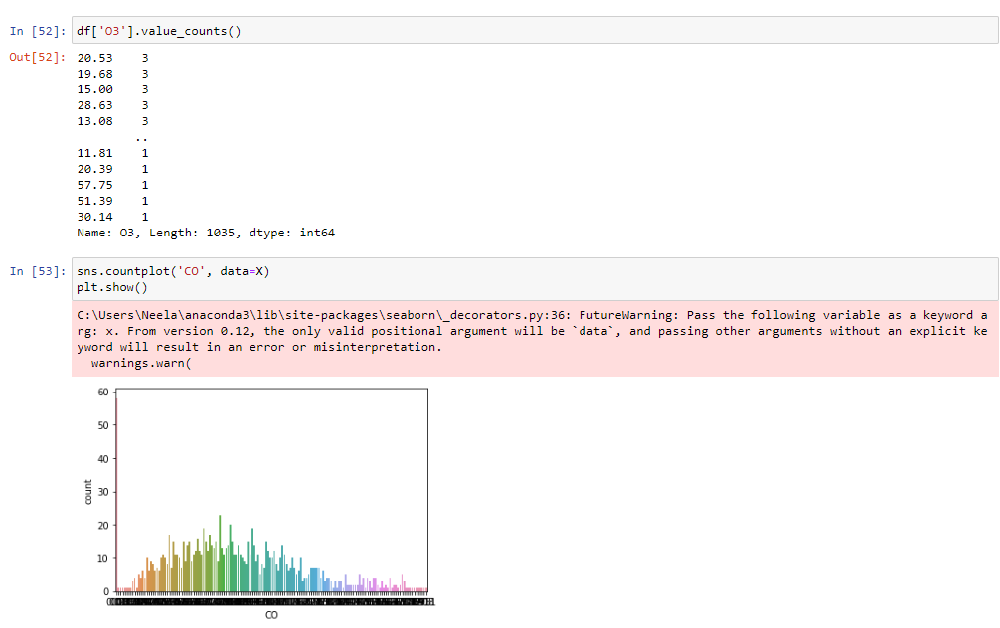 In [52]: df['O3'].value_counts()
Out[52]: 20.53 3
19.68 3
15.00 3
28.63 3
13.08 3
..
11.81 1
20.39 1
57.75 1
51.39 1
30.14 1
Name: O3, Length: 1035, dtype: int64
In [53]: sns.countplot('CO', data=X)
plt.show()
C:\Users\Neela\anaconda3\lib\site-packages\seaborn\_decorators.py:36: FutureWarning: Pass the following variable as a keyword a
rg: x. From version 0.12, the only valid positional argument will be `data`, and passing other arguments without an explicit ke
yword will result in an error or misinterpretation.
warnings.warn(
60
50
40
30
20
10
0
count
CO